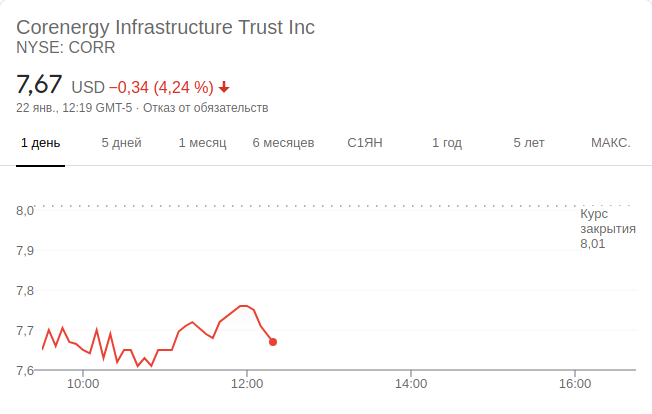 Corenergy Infrastructure Trust Inc
NYSE: CORR
7,67 USD −0,34 (4,24 %)
22 янв., 12:19 GMT-5 · Отказ от обязательств
1 день 5 дней 1 месяц 6 месяцев С1ЯН 1 год 5 лет МАКС.
8,0
Курс
закрытия
8,01
7,9
7,8
7,7
7,6
10:00 12:00 14:00 16:00